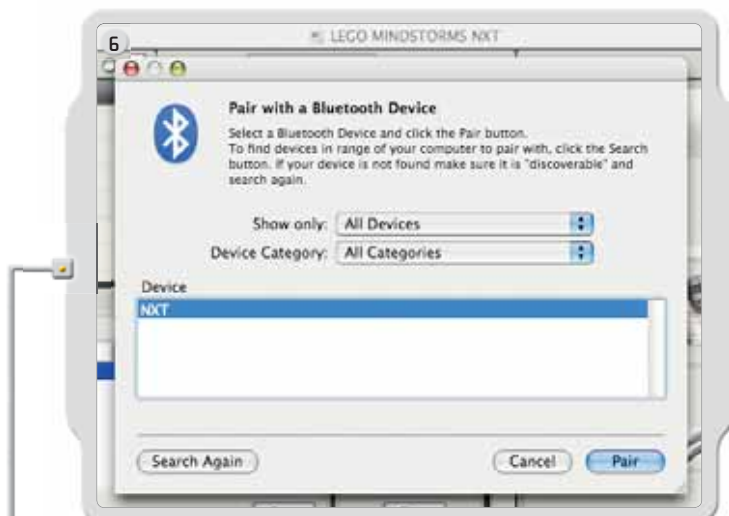 6
LEGO MINDSTORMS NXT
Pair with a Bluetooth Device
Select a Bluetooth Device and click the Pair button.
To find devices in range of your computer to pair with, click the Search
button. If your device is not found make sure it is "discoverable" and
search again.
Show only: All Devices
Device Category: All Categories
Device
NXT
Search Again Cancel Pair